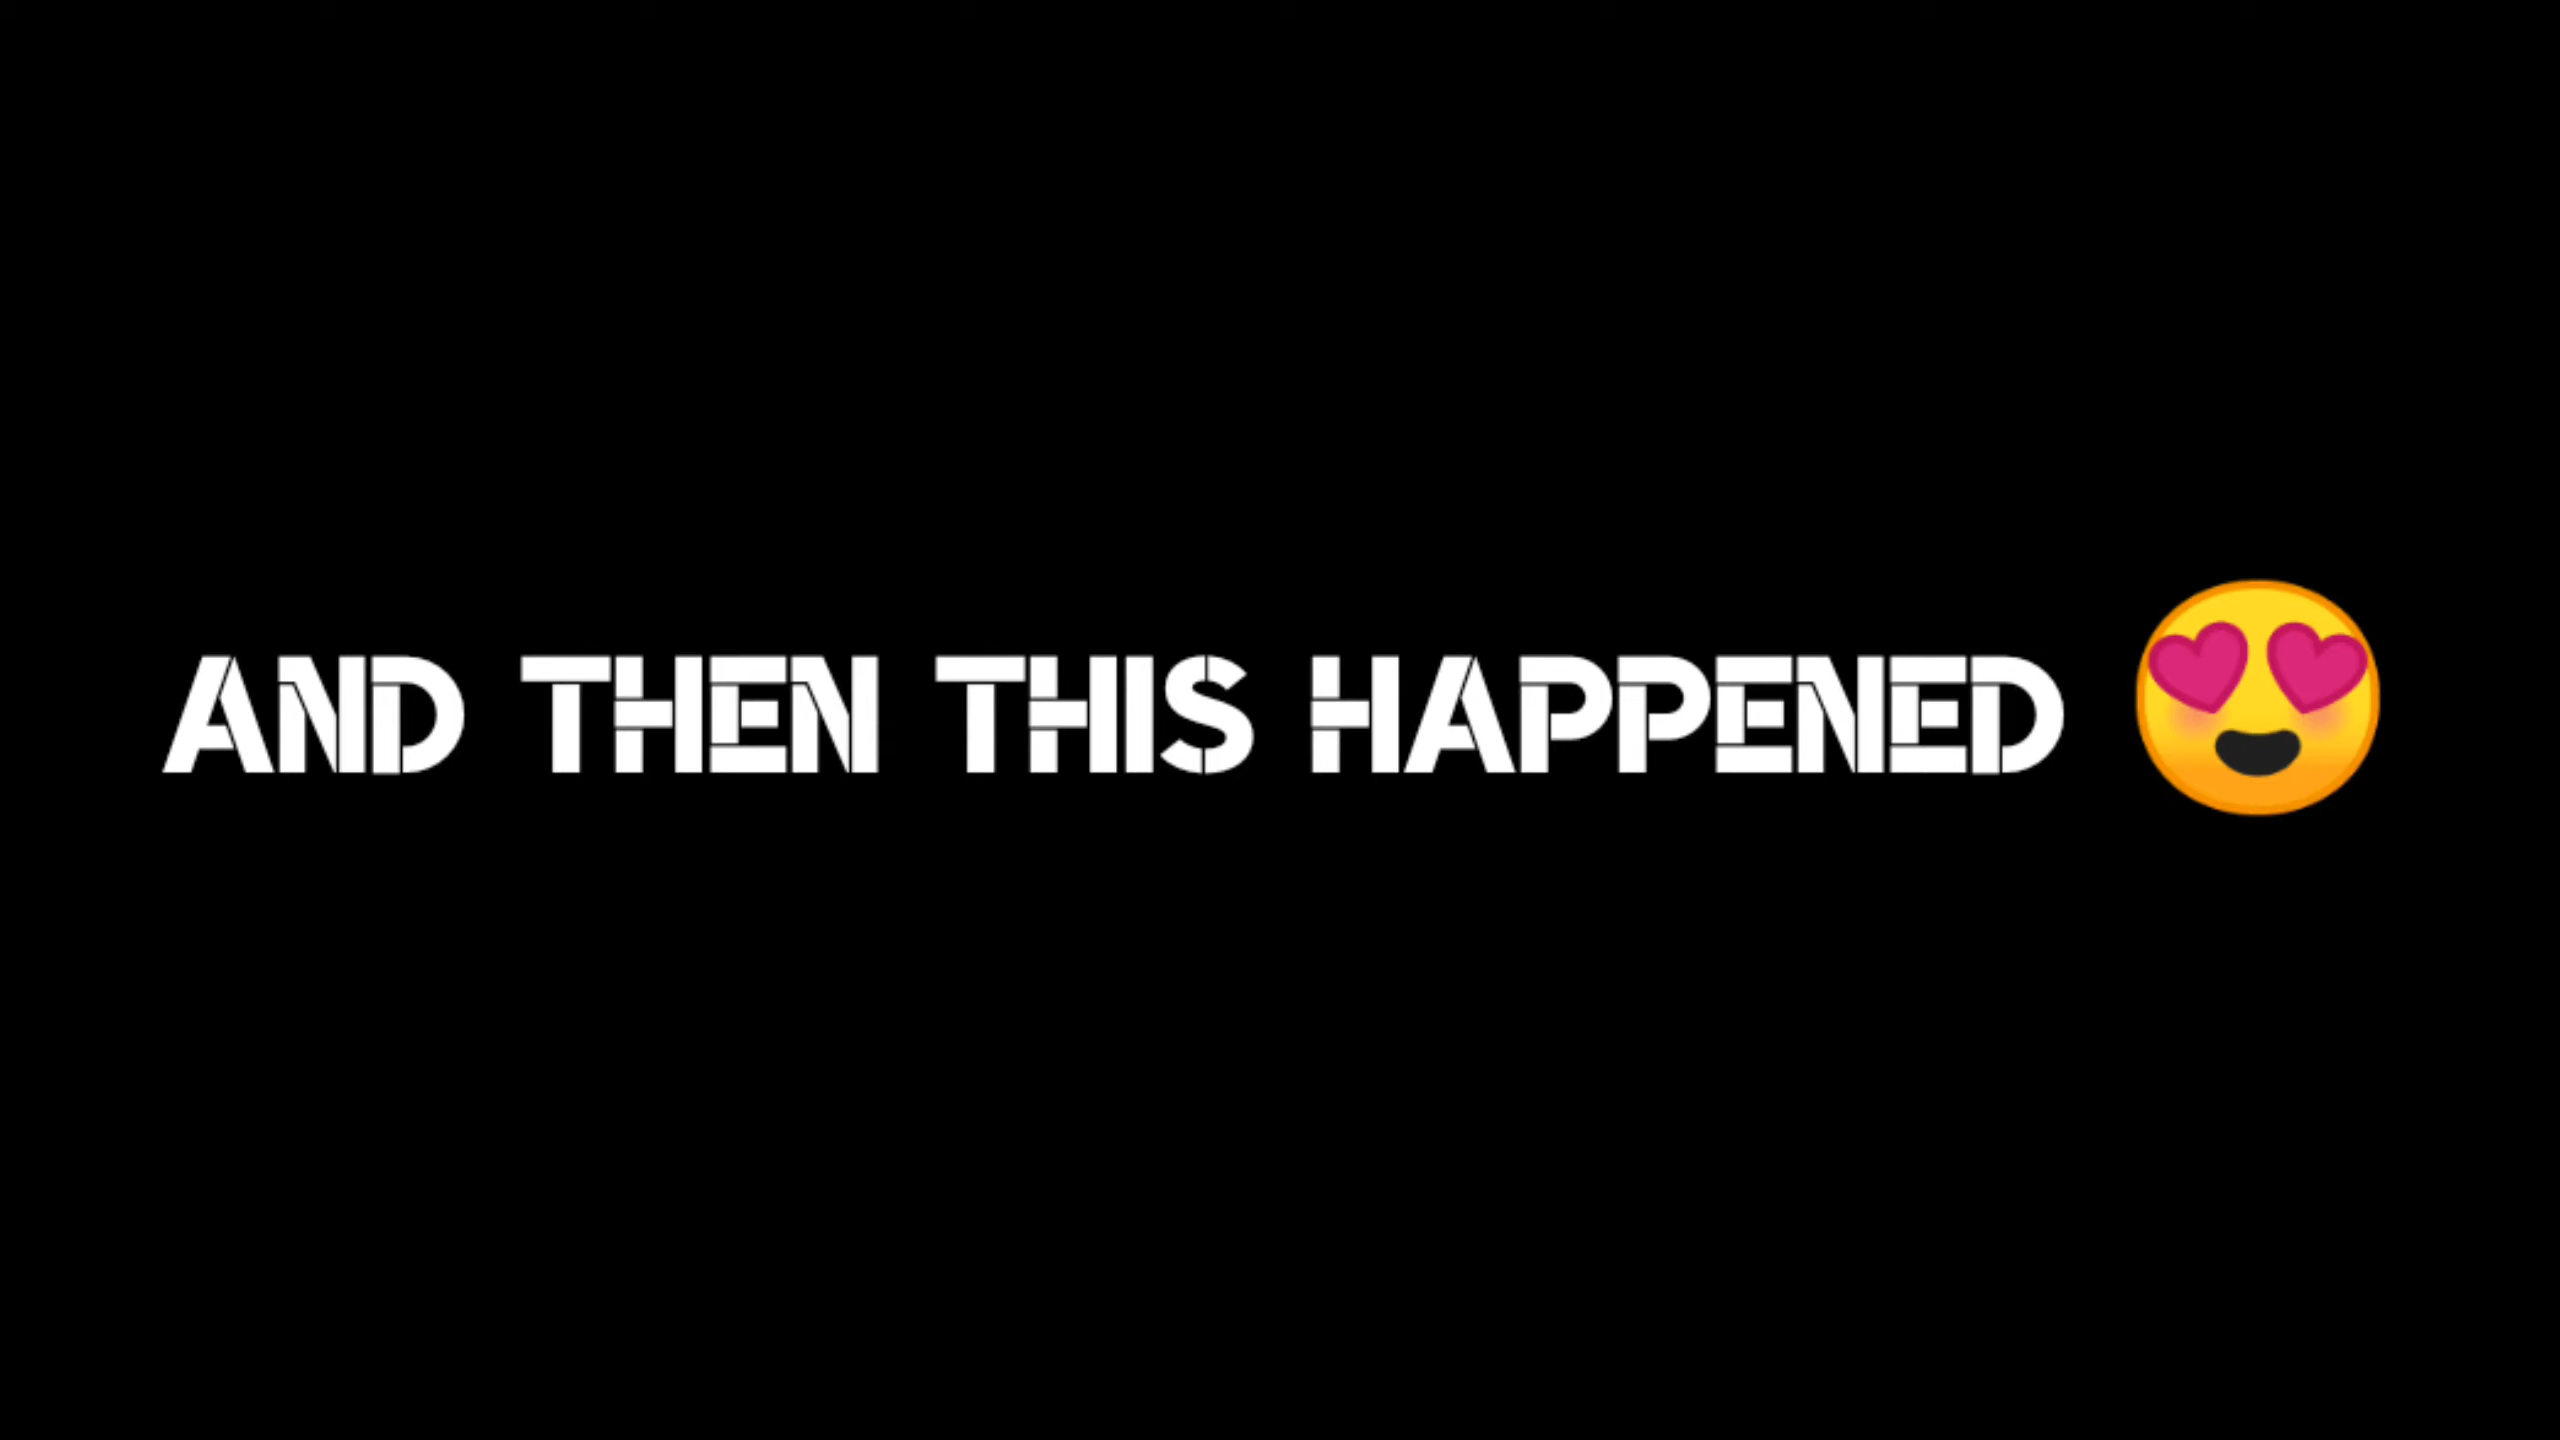 AND THEN THIS HAPPENED 😍